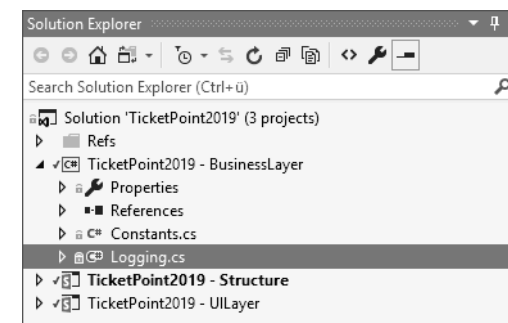 Solution Explorer
Search Solution Explorer (Ctrl+ü)
Solution 'TicketPoint2019' (3 projects)
Refs
C# TicketPoint2019 - BusinessLayer
Properties
References
C# Constants.cs
C# Logging.cs
TicketPoint2019 - Structure
TicketPoint2019 - UILayer